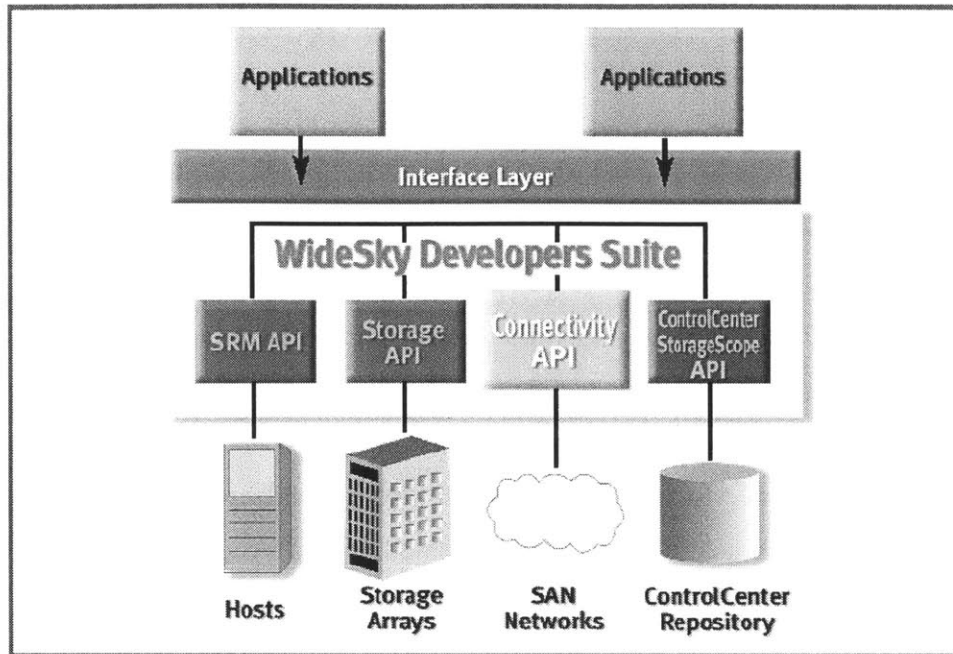 Applications
Applications
Interface Layer
WideSky Developers Suite
SRM API
Storage
API
Connectivity
API
ControlCenter
StorageScope
API
Hosts
Storage
Arrays
SAN
Networks
ControlCenter
Repository